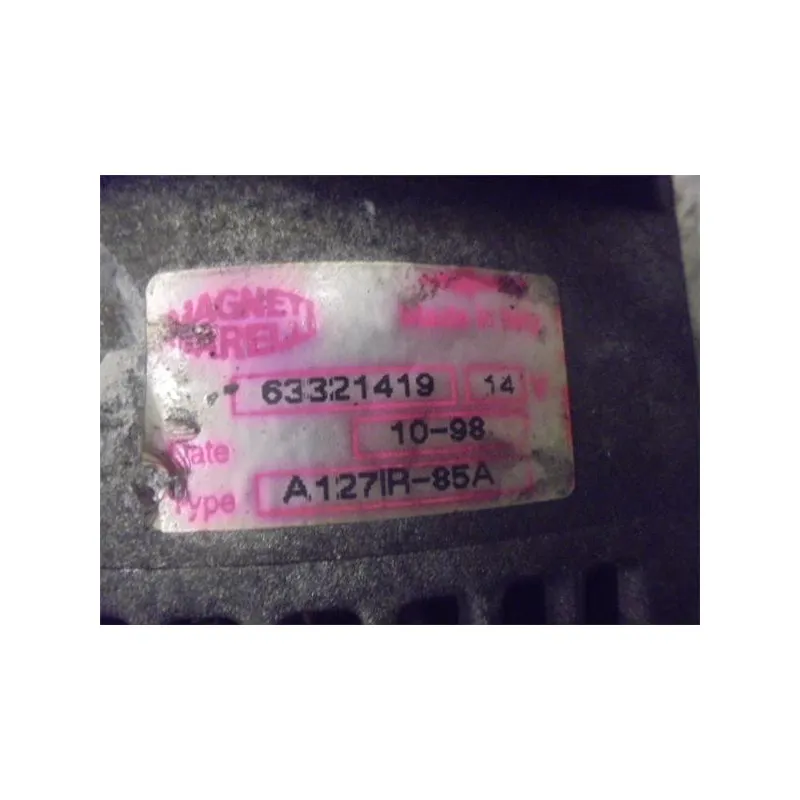 MAGNETI
MARELLI
Made in Italy
63321419 14 V
Date 10-98
Type A127IR-85A